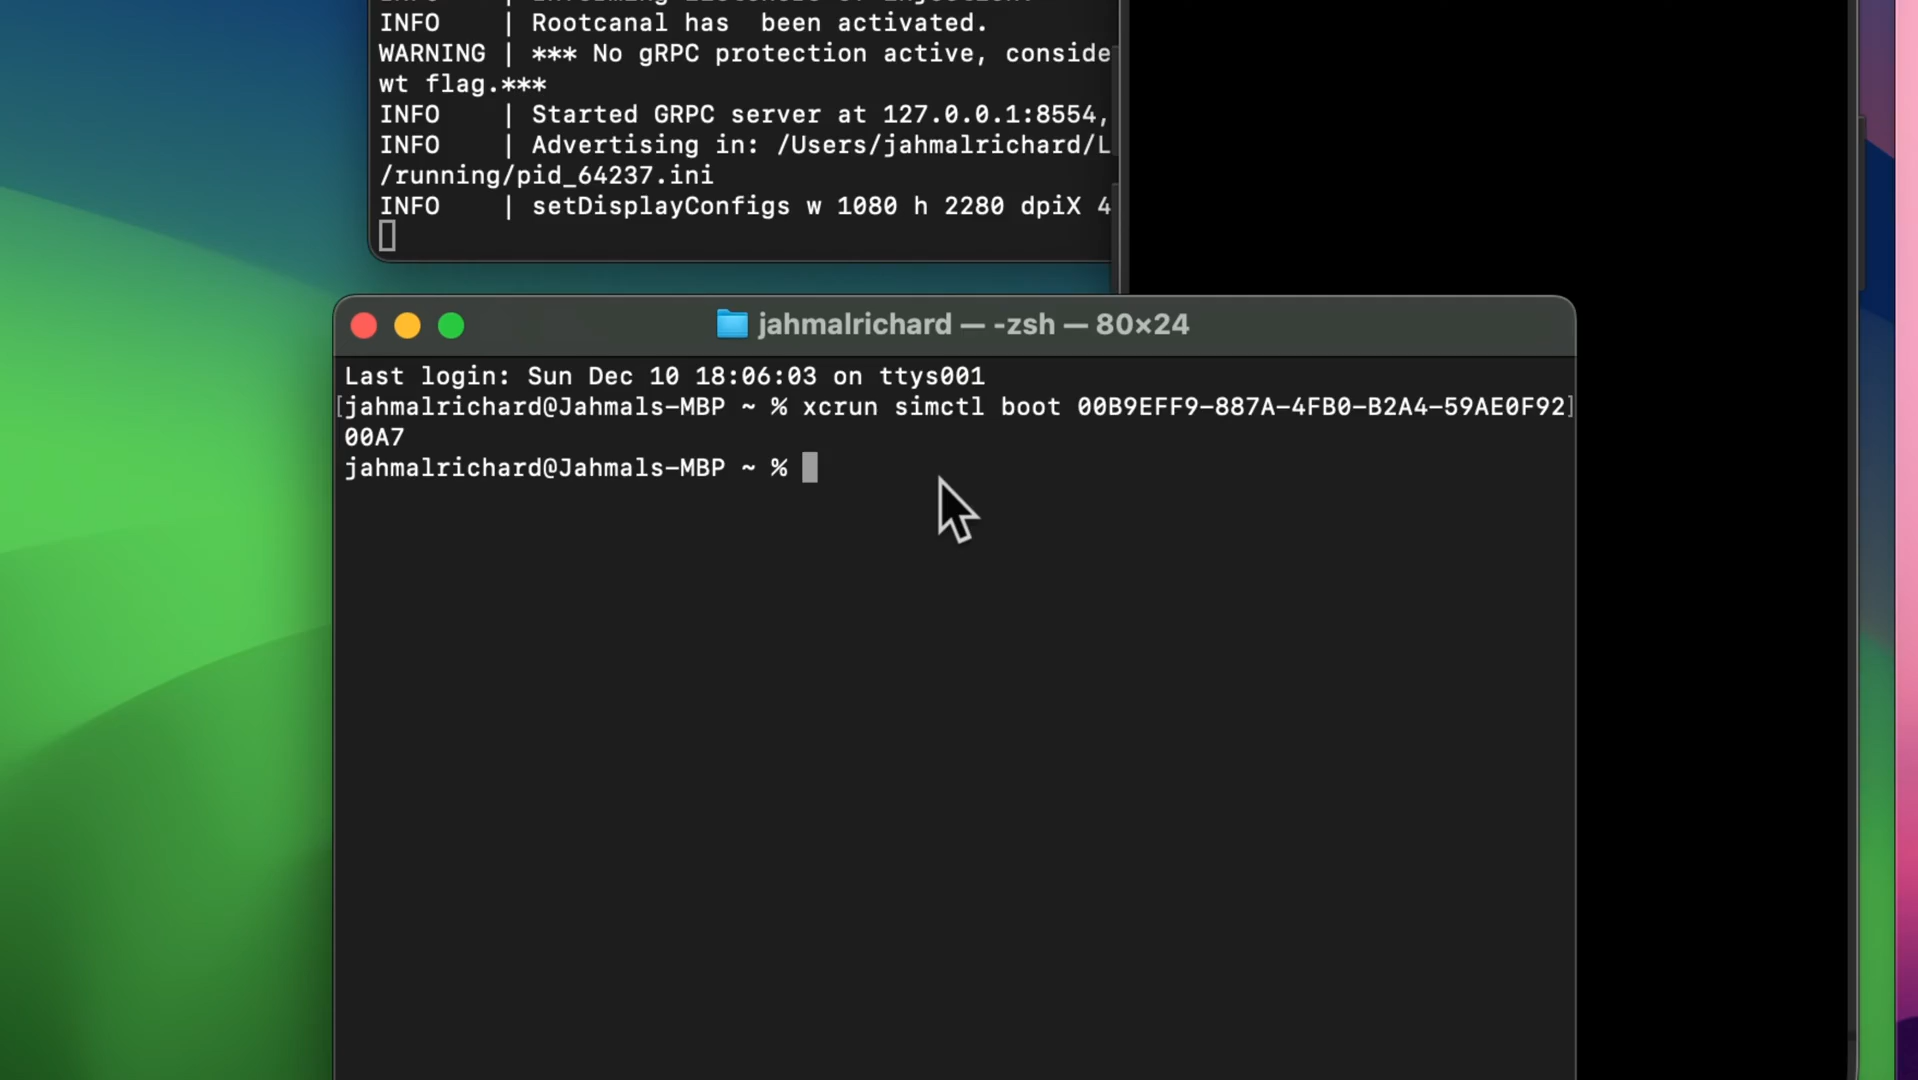 INFO    | Rootcanal has  been activated.
WARNING | *** No gRPC protection active, conside
wt flag.***
INFO    | Started GRPC server at 127.0.0.1:8554,
INFO    | Advertising in: /Users/jahmalrichard/L
/running/pid_64237.ini
INFO    | setDisplayConfigs w 1080 h 2280 dpiX 4
jahmalrichard — -zsh — 80×24
Last login: Sun Dec 10 18:06:03 on ttys001
[jahmalrichard@Jahmals-MBP ~ % xcrun simctl boot 00B9EFF9-887A-4FB0-B2A4-59AE0F92]
00A7
jahmalrichard@Jahmals-MBP ~ %